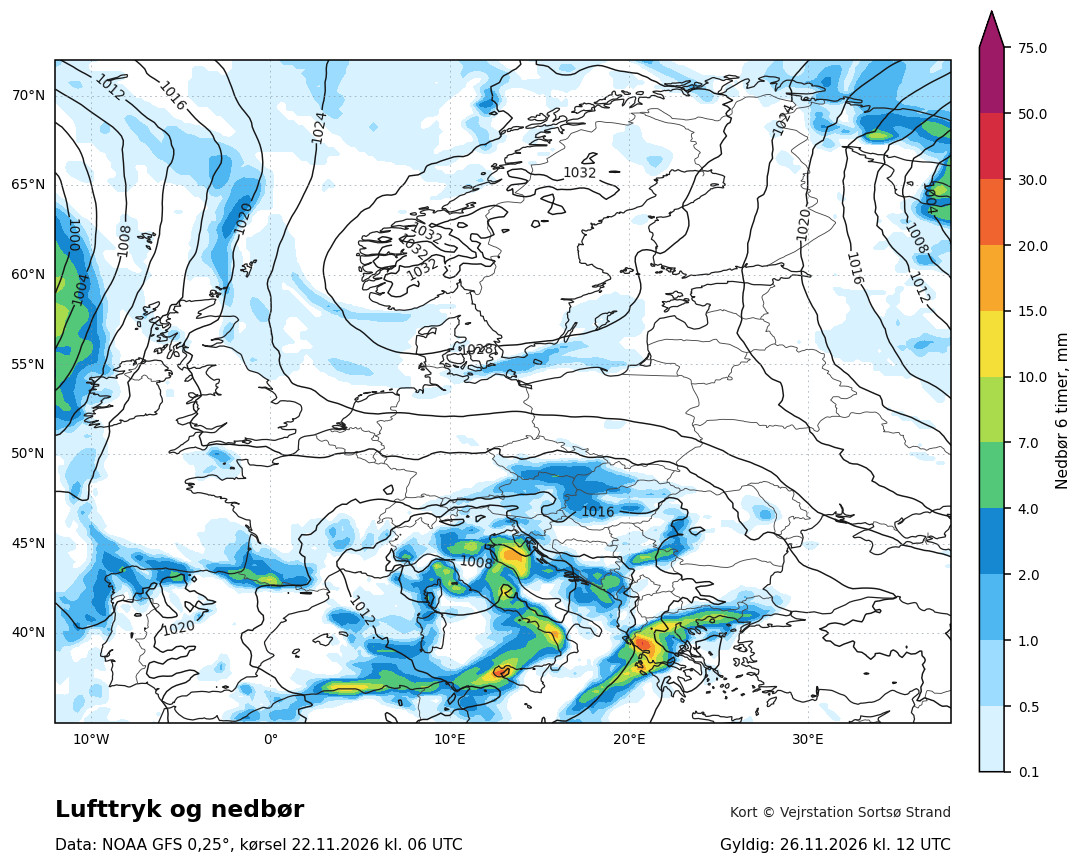 75.0
50.0
30.0
20.0
15.0
10.0
7.0
4.0
2.0
1.0
0.5
0.1
Nedbør 6 timer, mm
70°N
65°N
60°N
55°N
50°N
45°N
40°N
10°W
0°
10°E
20°E
30°E
1012
1016
1024
1024
1032
1020
1000
1008
1004
1032
1032
1032
1020
1016
1004
1008
1012
1028
1016
1008
1012
1020
Lufttryk og nedbør
Kort © Vejrstation Sortsø Strand
Data: NOAA GFS 0,25°, kørsel 22.11.2026 kl. 06 UTC
Gyldig: 26.11.2026 kl. 12 UTC